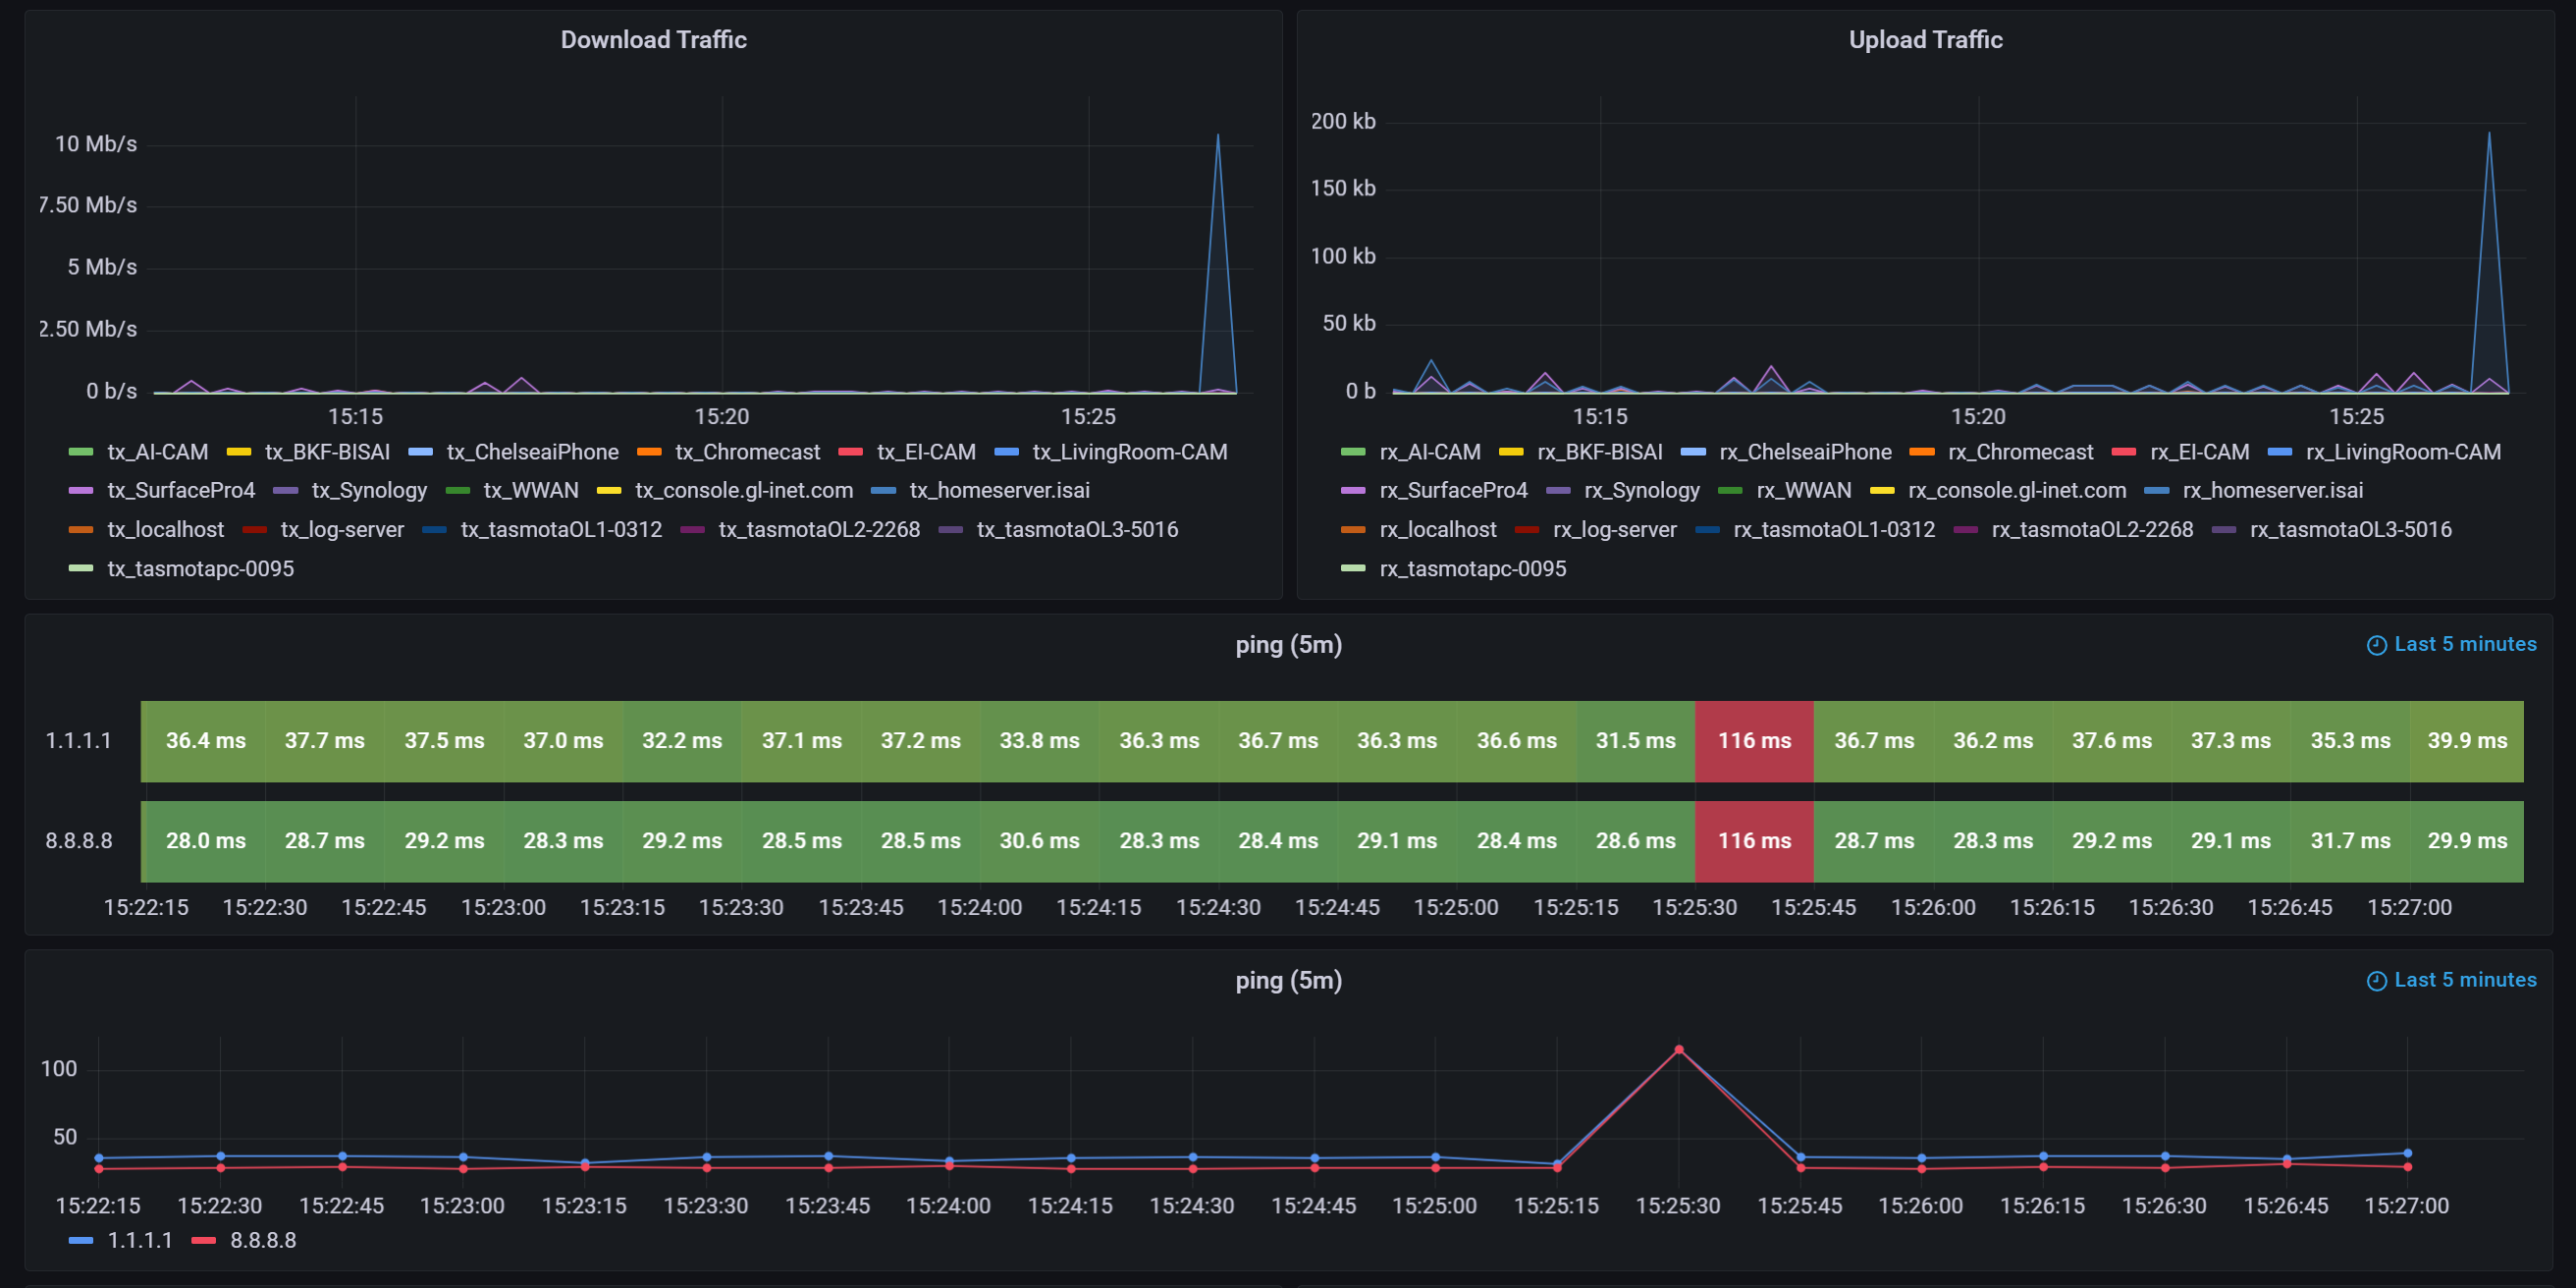 Download Traffic
10 Mb/s
7.50 Mb/s
5 Mb/s
2.50 Mb/s
0 b/s
15:15 15:20 15:25
tx_AI-CAM tx_BKF-BISAI tx_ChelseaiPhone tx_Chromecast tx_EI-CAM tx_LivingRoom-CAM
tx_SurfacePro4 tx_Synology tx_WWAN tx_console.gl-inet.com tx_homeserver.isai
tx_localhost tx_log-server tx_tasmotaOL1-0312 tx_tasmotaOL2-2268 tx_tasmotaOL3-5016
tx_tasmotapc-0095
Upload Traffic
200 kb
150 kb
100 kb
50 kb
0 b
15:15 15:20 15:25
rx_AI-CAM rx_BKF-BISAI rx_ChelseaiPhone rx_Chromecast rx_EI-CAM rx_LivingRoom-CAM
rx_SurfacePro4 rx_Synology rx_WWAN rx_console.gl-inet.com rx_homeserver.isai
rx_localhost rx_log-server rx_tasmotaOL1-0312 rx_tasmotaOL2-2268 rx_tasmotaOL3-5016
rx_tasmotapc-0095
ping (5m) Last 5 minutes
1.1.1.1 36.4 ms 37.7 ms 37.5 ms 37.0 ms 32.2 ms 37.1 ms 37.2 ms 33.8 ms 36.3 ms 36.7 ms 36.3 ms 36.6 ms 31.5 ms 116 ms 36.7 ms 36.2 ms 37.6 ms 37.3 ms 35.3 ms 39.9 ms
8.8.8.8 28.0 ms 28.7 ms 29.2 ms 28.3 ms 29.2 ms 28.5 ms 28.5 ms 30.6 ms 28.3 ms 28.4 ms 29.1 ms 28.4 ms 28.6 ms 116 ms 28.7 ms 28.3 ms 29.2 ms 29.1 ms 31.7 ms 29.9 ms
15:22:15 15:22:30 15:22:45 15:23:00 15:23:15 15:23:30 15:23:45 15:24:00 15:24:15 15:24:30 15:24:45 15:25:00 15:25:15 15:25:30 15:25:45 15:26:00 15:26:15 15:26:30 15:26:45 15:27:00
ping (5m) Last 5 minutes
100
50
15:22:15 15:22:30 15:22:45 15:23:00 15:23:15 15:23:30 15:23:45 15:24:00 15:24:15 15:24:30 15:24:45 15:25:00 15:25:15 15:25:30 15:25:45 15:26:00 15:26:15 15:26:30 15:26:45 15:27:00
1.1.1.1 8.8.8.8